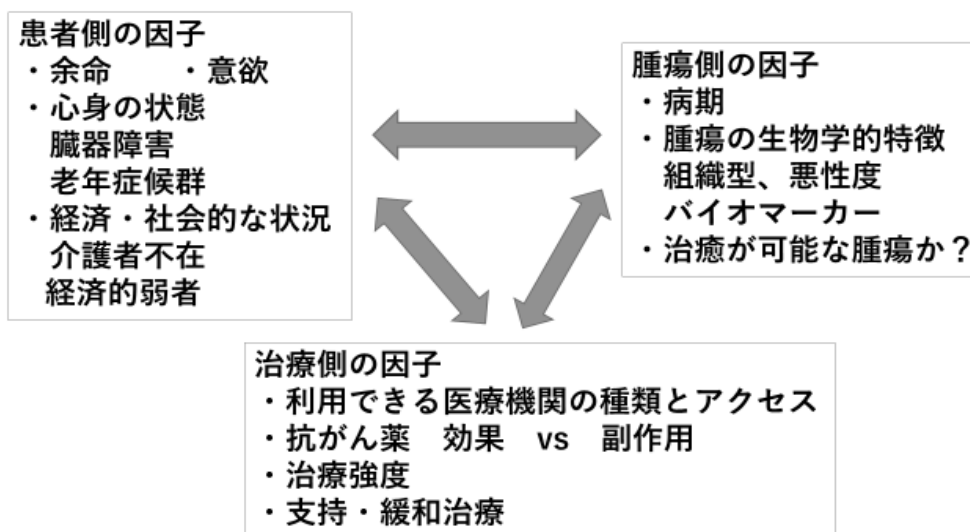 患者側の因子
・余命　　・意欲
・心身の状態
臓器障害
老年症候群
・経済・社会的な状況
介護者不在
経済的弱者
腫瘍側の因子
・病期
・腫瘍の生物学的特徴
組織型、悪性度
バイオマーカー
・治癒が可能な腫瘍か？
治療側の因子
・利用できる医療機関の種類とアクセス
・抗がん薬　効果　vs　副作用
・治療強度
・支持・緩和治療